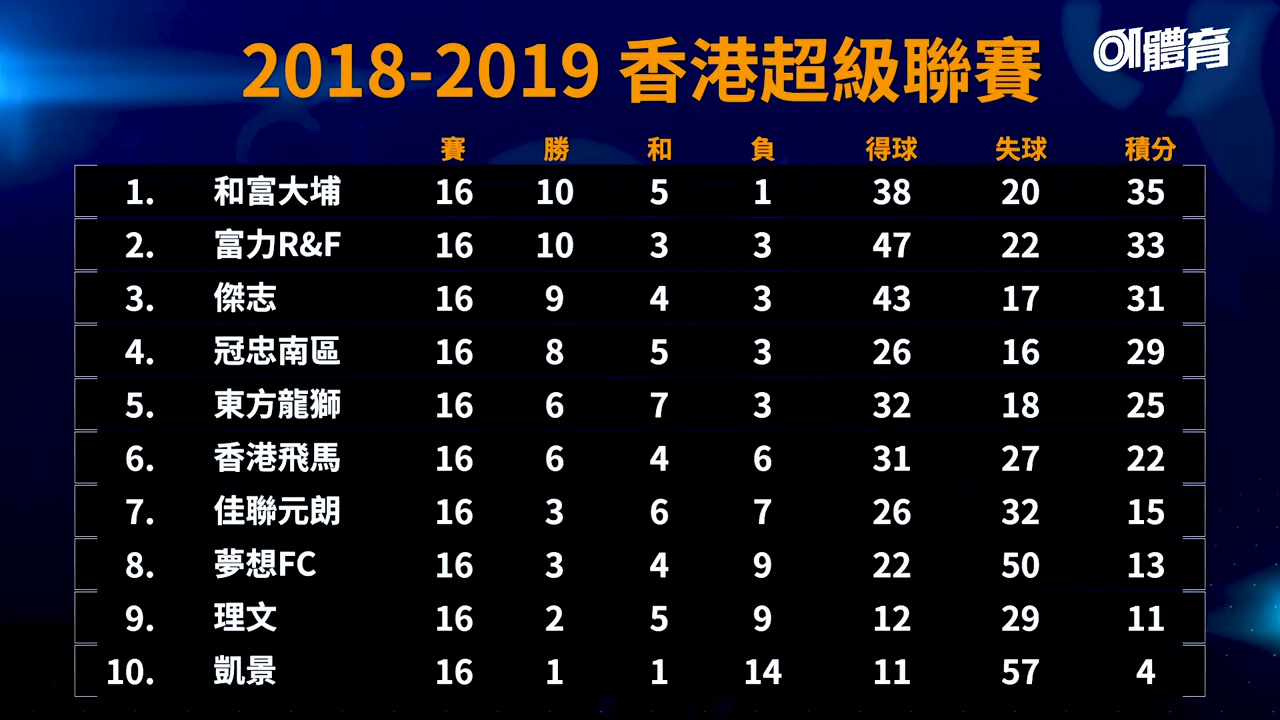 2018-2019 香港超級聯賽
01體育
賽 勝 和 負 得球 失球 積分
1. 和富大埔 16 10 5 1 38 20 35
2. 富力R&F 16 10 3 3 47 22 33
3. 傑志 16 9 4 3 43 17 31
4. 冠忠南區 16 8 5 3 26 16 29
5. 東方龍獅 16 6 7 3 32 18 25
6. 香港飛馬 16 6 4 6 31 27 22
7. 佳聯元朗 16 3 6 7 26 32 15
8. 夢想FC 16 3 4 9 22 50 13
9. 理文 16 2 5 9 12 29 11
10. 凱景 16 1 1 14 11 57 4